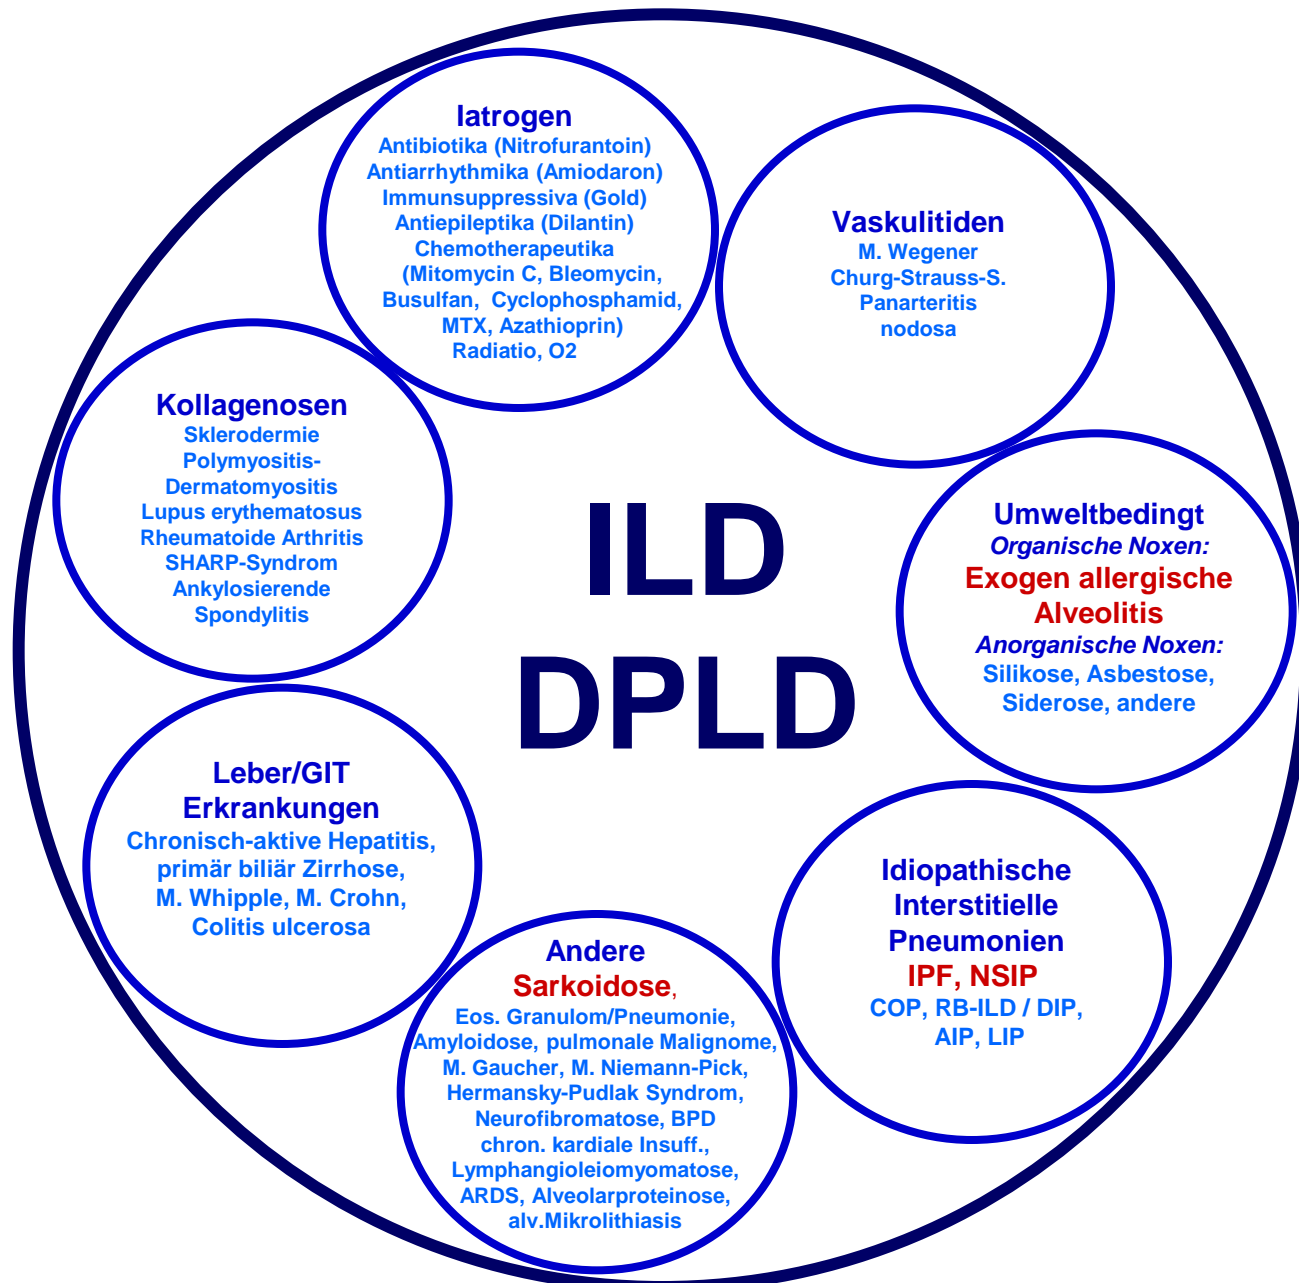 Iatrogen
Antibiotika (Nitrofurantoin)
Antiarrhythmika (Amiodaron)
Immunsuppressiva (Gold)
Antiepileptika (Dilantin)
Chemotherapeutika
(Mitomycin C, Bleomycin,
Busulfan, Cyclophosphamid,
MTX, Azathioprin)
Radiatio, O2
Vaskulitiden
M. Wegener
Churg-Strauss-S.
Panarteritis
nodosa
Kollagenosen
Sklerodermie
Polymyositis-
Dermatomyositis
Lupus erythematosus
Rheumatoide Arthritis
SHARP-Syndrom
Ankylosierende
Spondylitis
ILD
DPLD
Umweltbedingt
Organische Noxen:
Exogen allergische
Alveolitis
Anorganische Noxen:
Silikose, Asbestose,
Siderose, andere
Leber/GIT
Erkrankungen
Chronisch-aktive Hepatitis,
primär biliär Zirrhose,
M. Whipple, M. Crohn,
Colitis ulcerosa
Idiopathische
Interstitielle
Pneumonien
IPF, NSIP
COP, RB-ILD / DIP,
AIP, LIP
Andere
Sarkoidose,
Eos. Granulom/Pneumonie,
Amyloidose, pulmonale Malignome,
M. Gaucher, M. Niemann-Pick,
Hermansky-Pudlak Syndrom,
Neurofibromatose, BPD
chron. kardiale Insuff.,
Lymphangioleiomyomatose,
ARDS, Alveolarproteinose,
alv.Mikrolithiasis